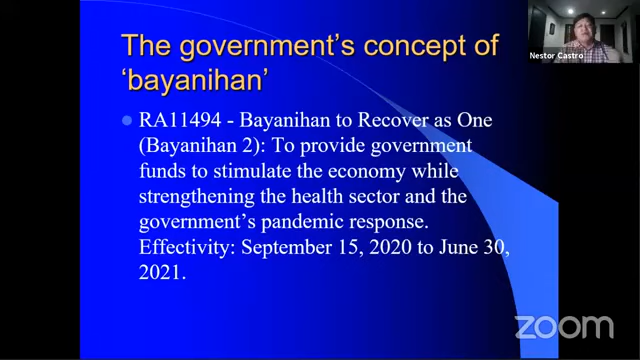 The government's concept of
'bayanihan'
RA11494 - Bayanihan to Recover as One
(Bayanihan 2): To provide government
funds to stimulate the economy while
strengthening the health sector and the
government's pandemic response.
Effectivity: September 15, 2020 to June 30,
2021.
Nestor Castro
zoom